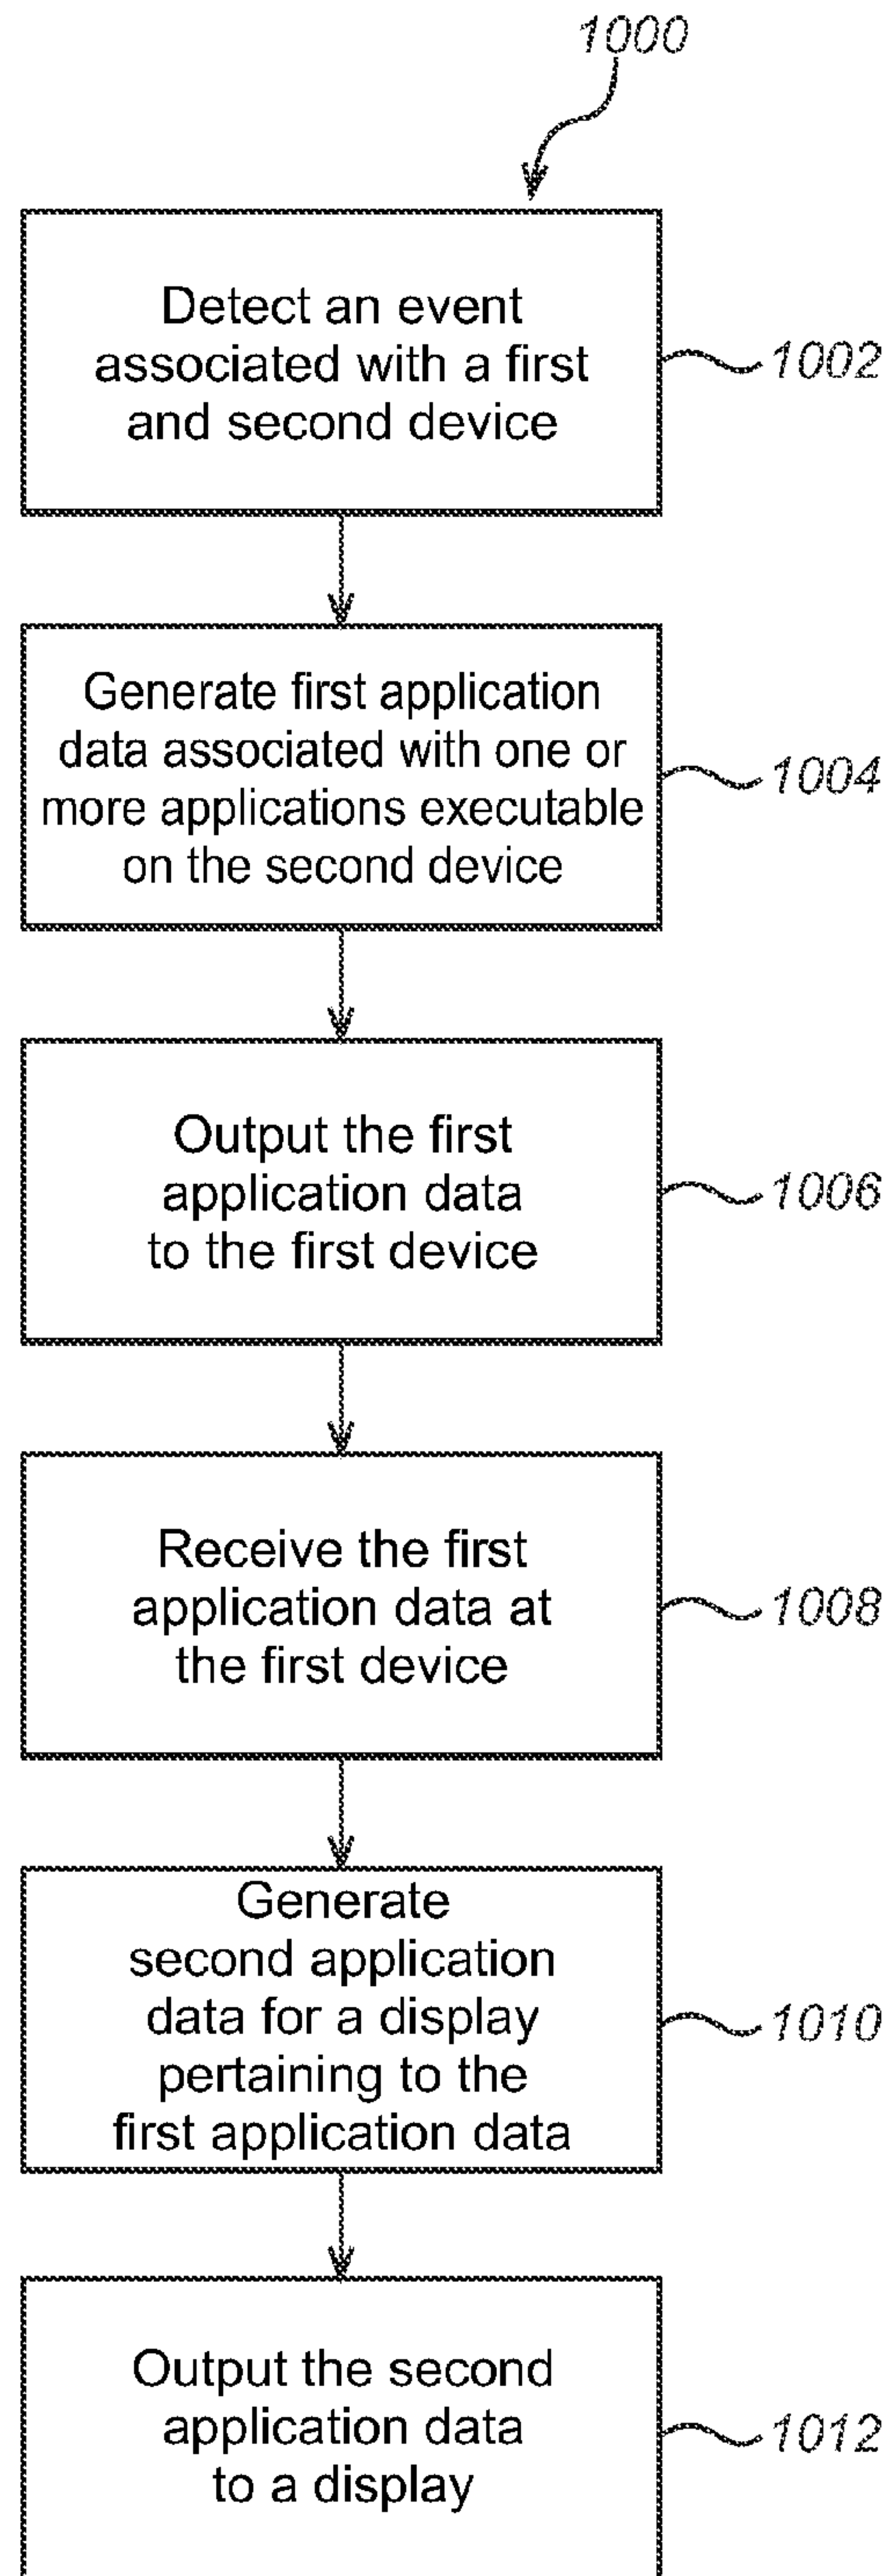 1000
Detect an event
associated with a first
and second device
1002
Generate first application
data associated with one or
more applications executable
on the second device
1004
Output the first
application data
to the first device
1006
Receive the first
application data at
the first device
1008
Generate
second application
data for a display
pertaining to the
first application data
1010
Output the second
application data
to a display
1012